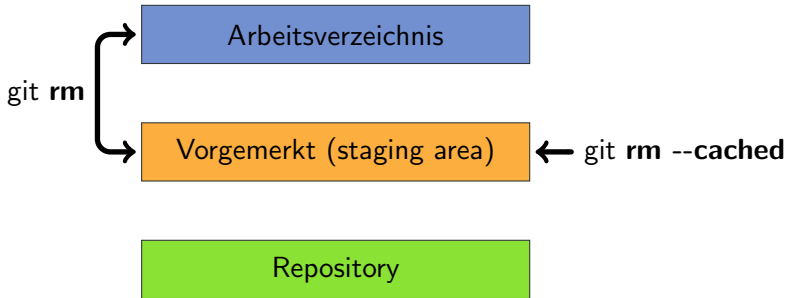 Arbeitsverzeichnis
git rm
Vorgemerkt (staging area)
git rm --cached
Repository